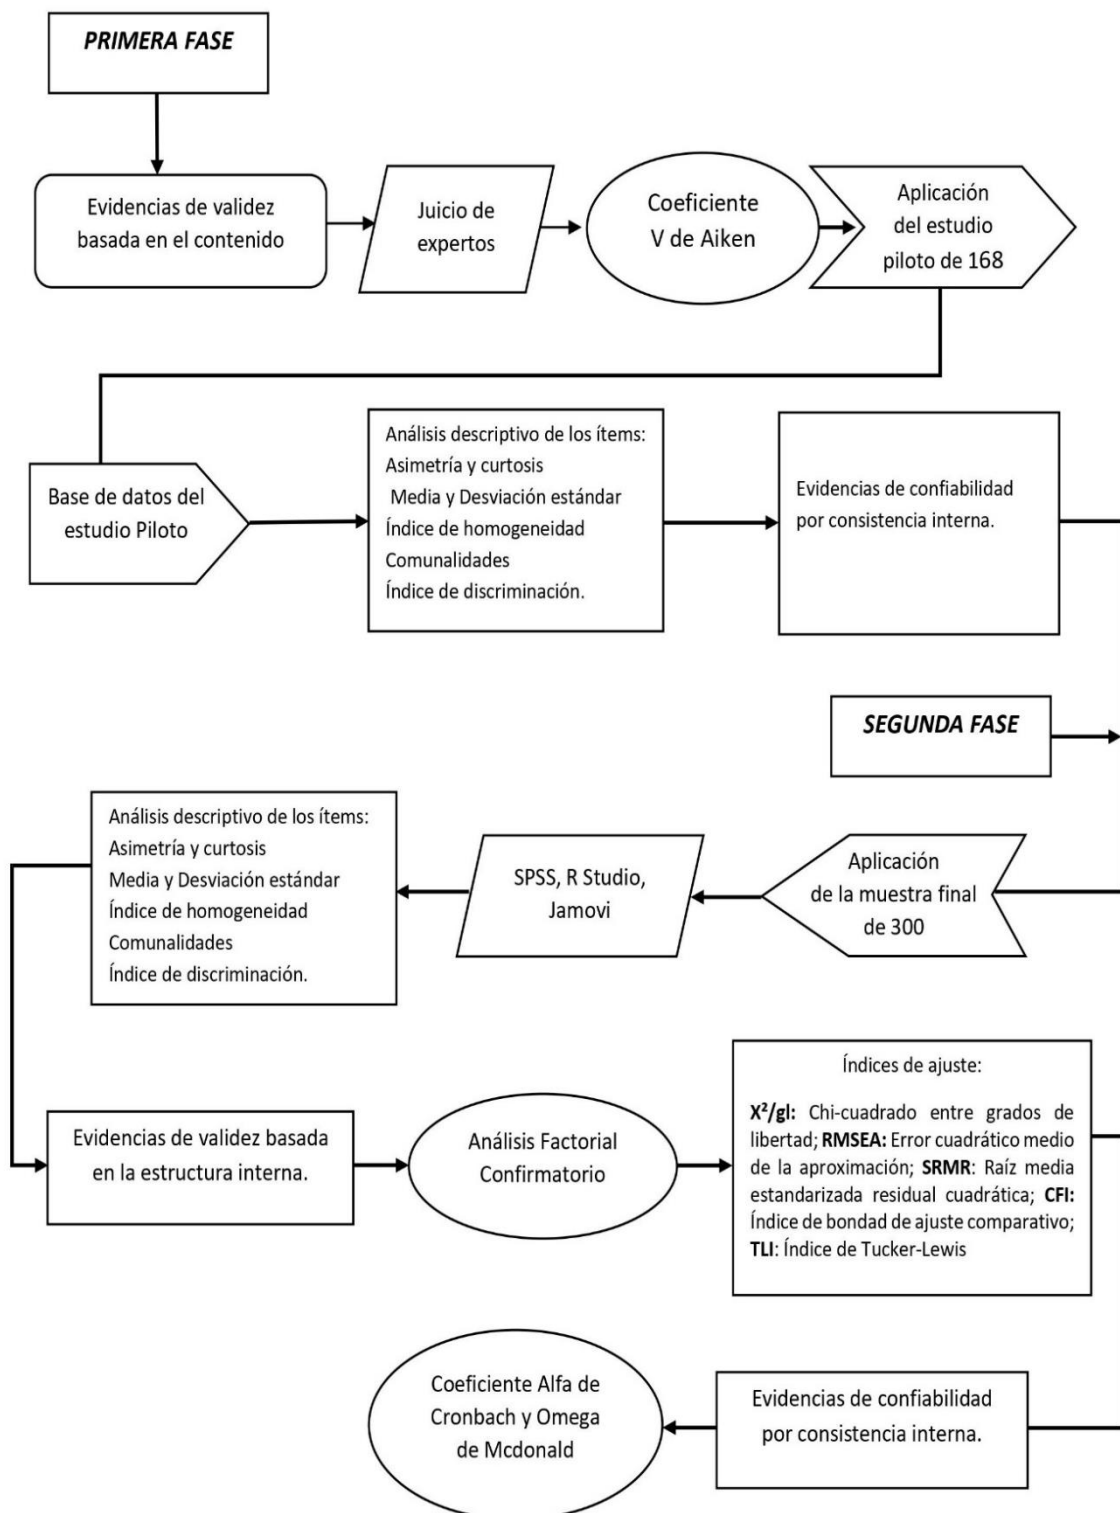 PRIMERA FASE
Evidencias de validez
basada en el contenido
Juicio de
expertos
Coeficiente
V de Aiken
Aplicación
del estudio
piloto de 168
Base de datos del
estudio Piloto
Análisis descriptivo de los ítems:
Asimetría y curtosis
Media y Desviación estándar
Índice de homogeneidad
Comunalidades
Índice de discriminación.
Evidencias de confiabilidad
por consistencia interna.
SEGUNDA FASE
Aplicación
de la muestra final
de 300
SPSS, R Studio,
Jamovi
Análisis descriptivo de los ítems:
Asimetría y curtosis
Media y Desviación estándar
Índice de homogeneidad
Comunalidades
Índice de discriminación.
Evidencias de validez basada
en la estructura interna.
Análisis Factorial
Confirmatorio
Índices de ajuste:
X²/gl: Chi-cuadrado entre grados de
libertad; RMSEA: Error cuadrático medio
de la aproximación; SRMR: Raíz media
estandarizada residual cuadrática; CFI:
Índice de bondad de ajuste comparativo;
TLI: Índice de Tucker-Lewis
Evidencias de confiabilidad
por consistencia interna.
Coeficiente Alfa de
Cronbach y Omega
de Mcdonald